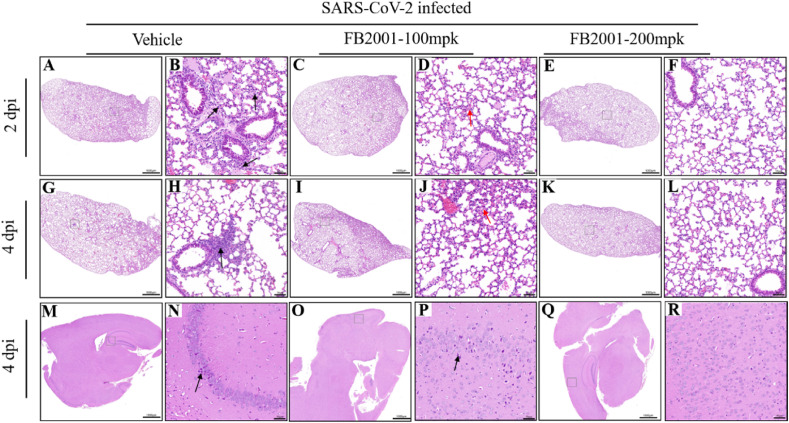 SARS-CoV-2 infected
Vehicle FB2001-100mpk FB2001-200mpk
2 dpi
A B C D E F
4 dpi
G H I J K L
4 dpi
M N O P Q R